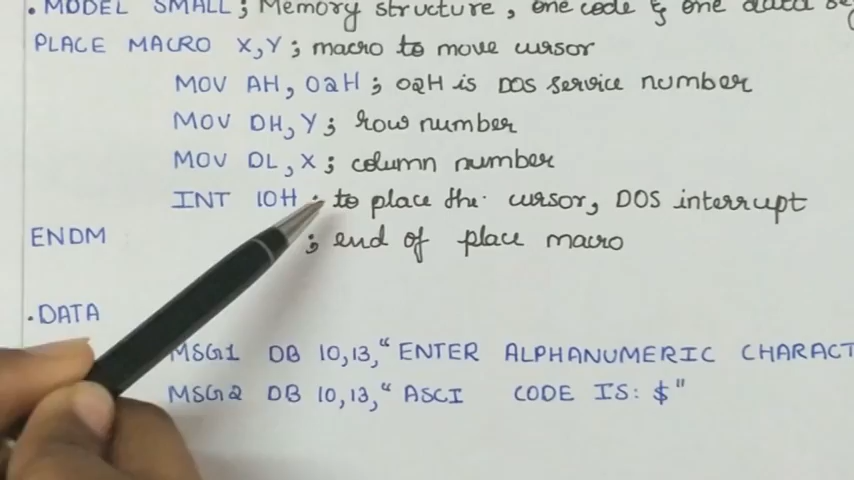 .MODEL SMALL ; Memory structure, one code & one data
PLACE MACRO X,Y ; macro to move cursor
MOV AH, 02H ; 02H is DOS service number
MOV DH, Y ; row number
MOV DL, X ; column number
INT 10H ; to place the cursor, DOS interrupt
ENDM ; end of place macro
.DATA
MSG1 DB 10,13,"ENTER ALPHANUMERIC CHARACT
MSG2 DB 10,13,"ASCI CODE IS: $"